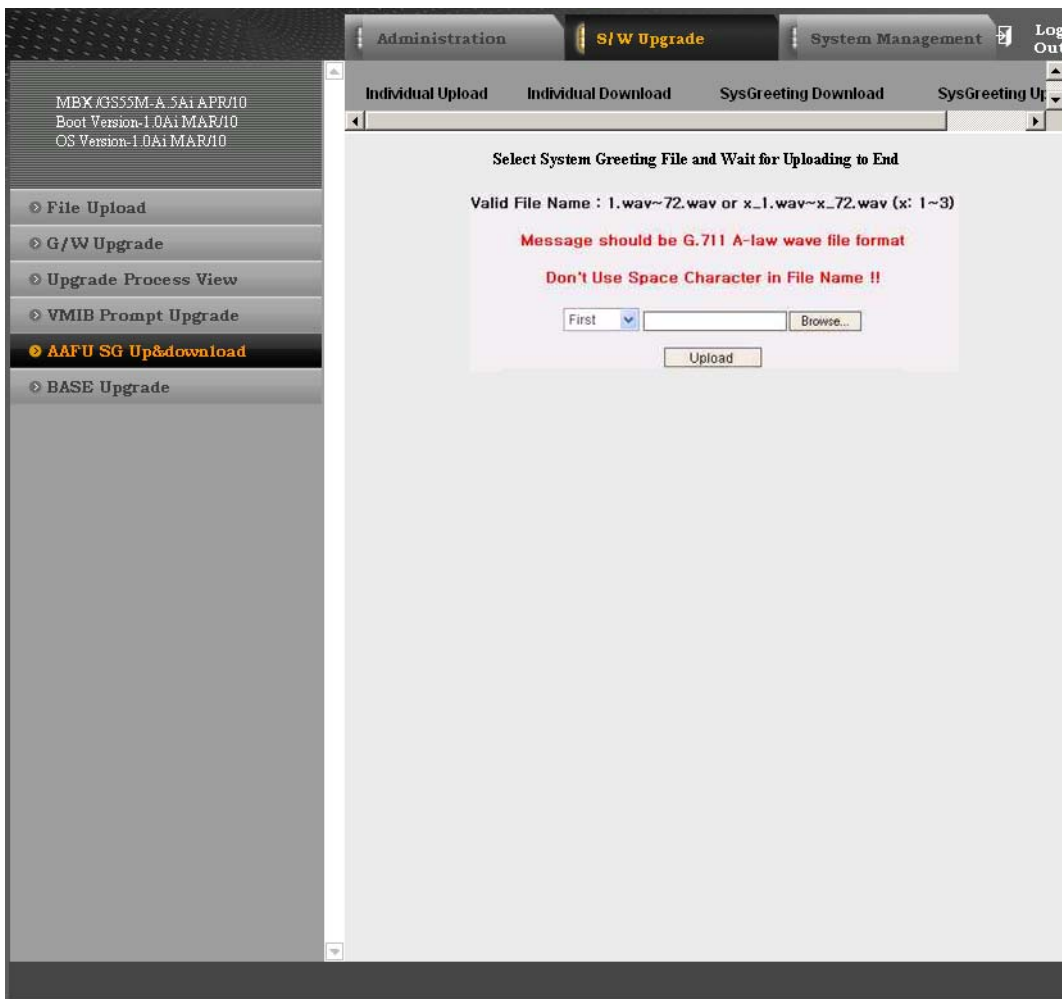 Administration
S/W Upgrade
System Management
Log
Out
MBX /GS55M-A.5Ai APR/10
Boot Version-1.0Ai MAR/10
OS Version-1.0Ai MAR/10
Individual Upload Individual Download SysGreeting Download SysGreeting
File Upload
G/W Upgrade
Upgrade Process View
VMIB Prompt Upgrade
AAFU SG Up&download
BASE Upgrade
Select System Greeting File and Wait for Uploading to End
Valid File Name : 1.wav~72.wav or x_1.wav~x_72.wav (x: 1~3)
Message should be G.711 A-law wave file format
Don't Use Space Character in File Name !!
First Browse...
Upload